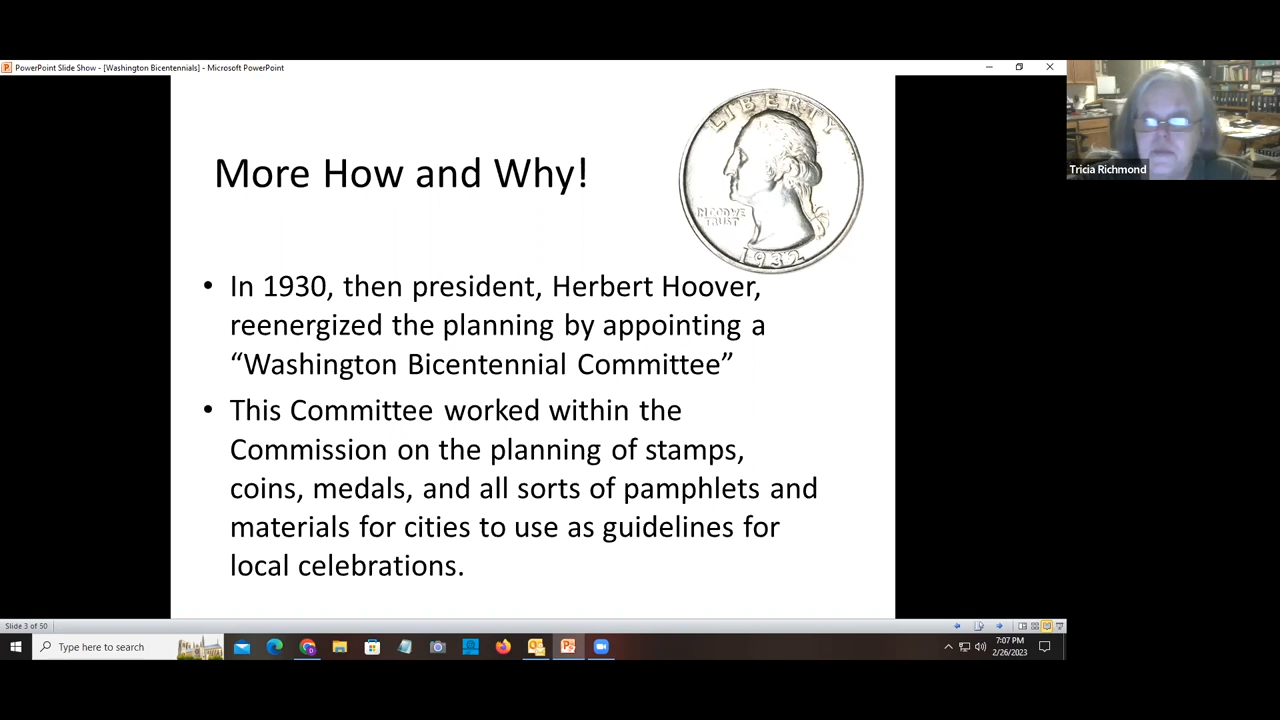 PowerPoint Slide Show - [Washington Bicentennials] - Microsoft PowerPoint
LIBERTY
IN GOD WE
TRUST
1932
More How and Why!
• In 1930, then president, Herbert Hoover,
reenergized the planning by appointing a
“Washington Bicentennial Committee”
• This Committee worked within the
Commission on the planning of stamps,
coins, medals, and all sorts of pamphlets and
materials for cities to use as guidelines for
local celebrations.
Tricia Richmond
Slide 3 of 50
Type here to search
7:07 PM
2/26/2023